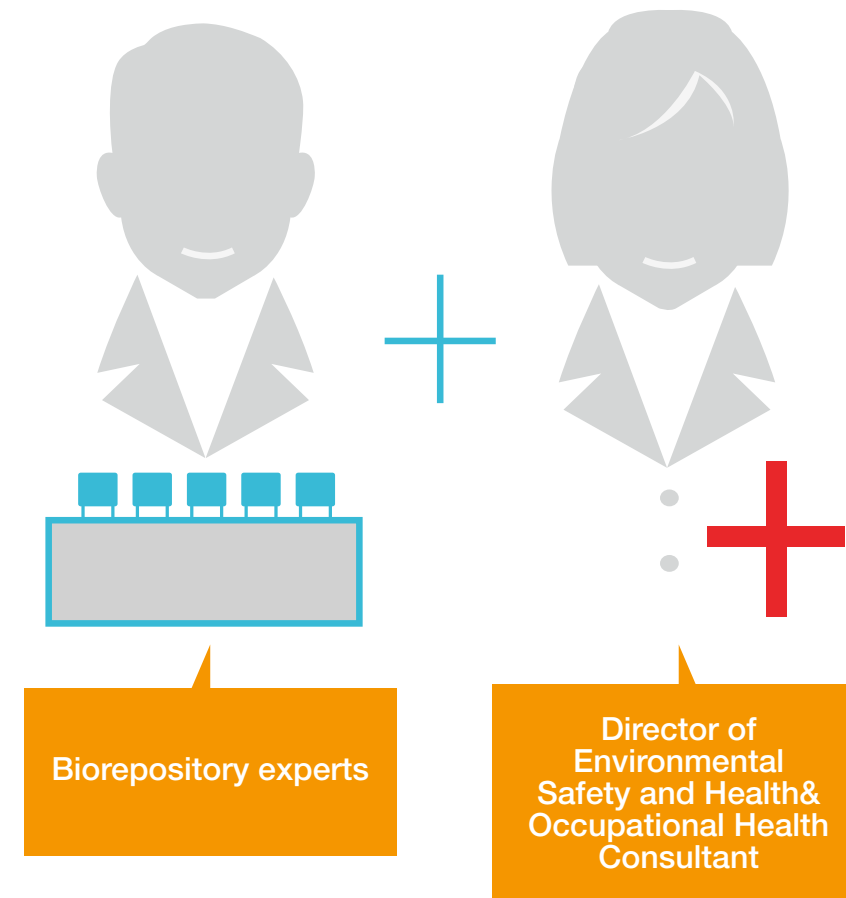 Biorepository experts
Director of
Environmental
Safety and Health&
Occupational Health
Consultant